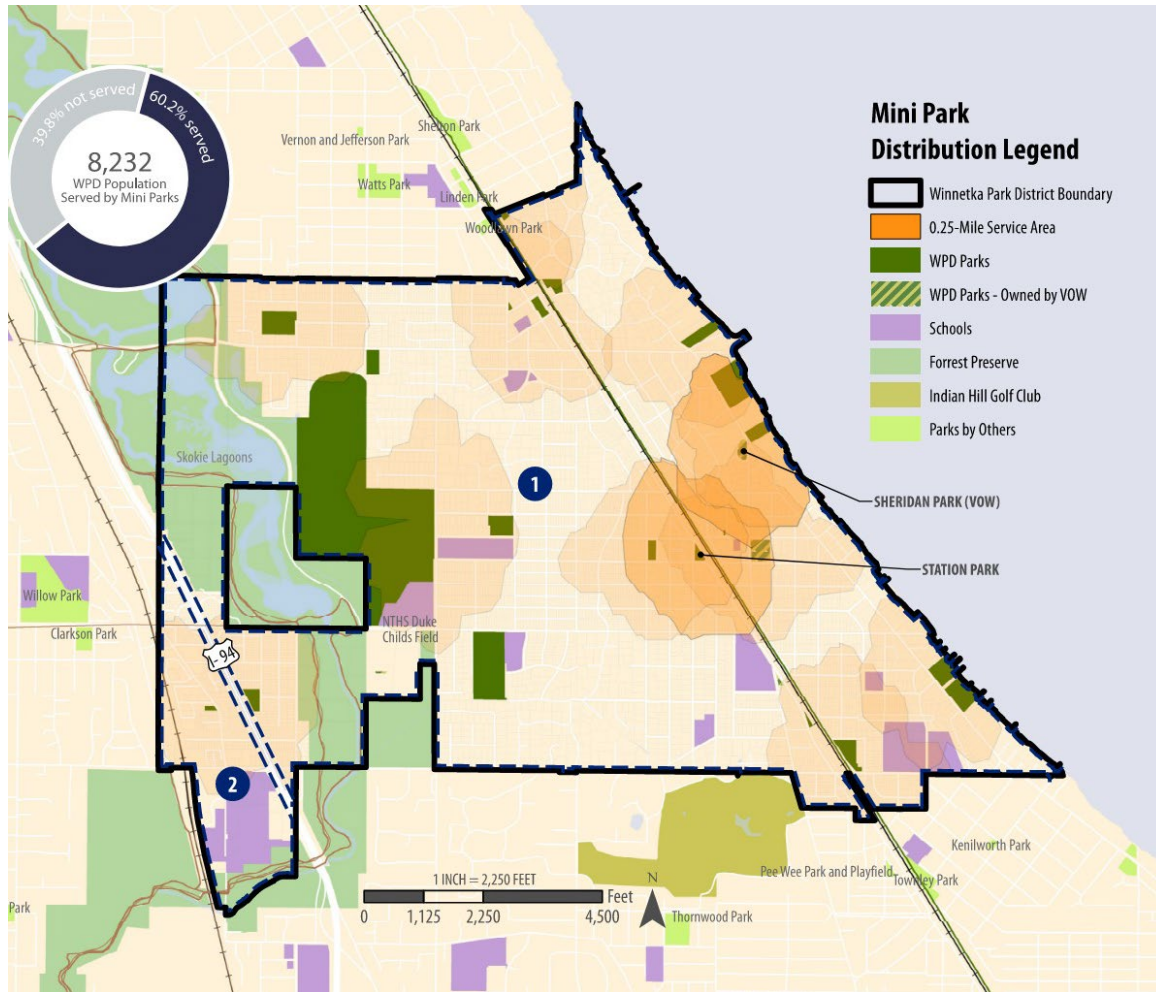 39.8% not served
60.2% served
8,232
WPD Population
Served by Mini Parks
Shelton Park
Vernon and Jefferson Park
Watts Park
Linden Park
Woodlawn Park
Mini Park
Distribution Legend
Winnetka Park District Boundary
0.25-Mile Service Area
WPD Parks
WPD Parks - Owned by VOW
Schools
Forrest Preserve
Indian Hill Golf Club
Parks by Others
Skokie Lagoons
1
SHERIDAN PARK (VOW)
STATION PARK
Willow Park
Clarkson Park
NTHS Duke
Childs Field
I- 94
2
Kenilworth Park
Pee Wee Park and Playfield
Townley Park
Park
Thornwood Park
1 INCH = 2,250 FEET
Feet
0
1,125
2,250
4,500
N